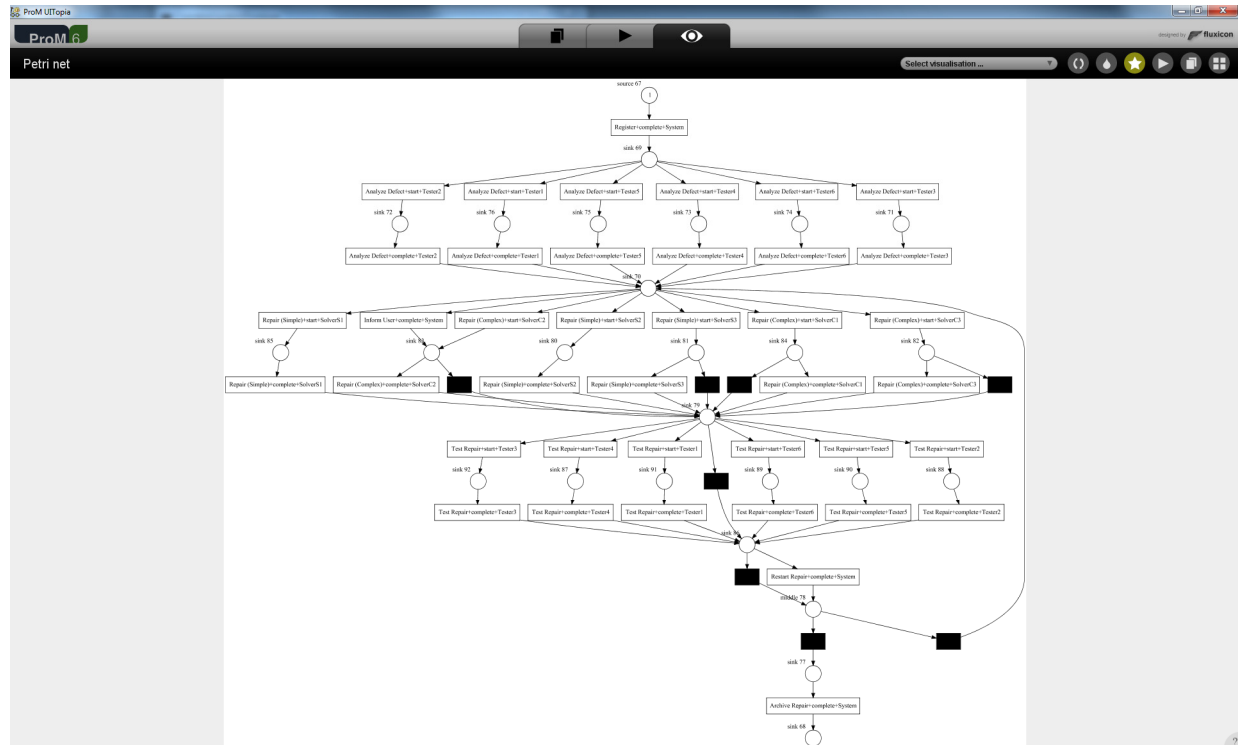 ProM UITopia
ProM 6
designed by fluxicon
Petri net
Select visualisation ...
source 67
1
Register+complete+System
sink 69
Analyze Defect+start+Tester2
Analyze Defect+start+Tester1
Analyze Defect+start+Tester5
Analyze Defect+start+Tester4
Analyze Defect+start+Tester6
Analyze Defect+start+Tester3
sink 72
sink 76
sink 75
sink 73
sink 74
sink 71
Analyze Defect+complete+Tester2
Analyze Defect+complete+Tester1
Analyze Defect+complete+Tester5
Analyze Defect+complete+Tester4
Analyze Defect+complete+Tester6
Analyze Defect+complete+Tester3
sink 70
Repair (Simple)+start+SolverS1
Inform User+complete+System
Repair (Complex)+start+SolverC2
Repair (Simple)+start+SolverS2
Repair (Simple)+start+SolverS3
Repair (Complex)+start+SolverC1
Repair (Complex)+start+SolverC3
sink 85
sink
sink 80
sink 81
sink 84
sink 82
Repair (Simple)+complete+SolverS1
Repair (Complex)+complete+SolverC2
Repair (Simple)+complete+SolverS2
Repair (Simple)+complete+SolverS3
Repair (Complex)+complete+SolverC1
Repair (Complex)+complete+SolverC3
sink 79
Test Repair+start+Tester3
Test Repair+start+Tester4
Test Repair+start+Tester1
Test Repair+start+Tester6
Test Repair+start+Tester5
Test Repair+start+Tester2
sink 92
sink 87
sink 91
sink 89
sink 90
sink 88
Test Repair+complete+Tester3
Test Repair+complete+Tester4
Test Repair+complete+Tester1
Test Repair+complete+Tester6
Test Repair+complete+Tester5
Test Repair+complete+Tester2
sink 86
Restart Repair+complete+System
middle 78
sink 77
Archive Repair+complete+System
sink 68